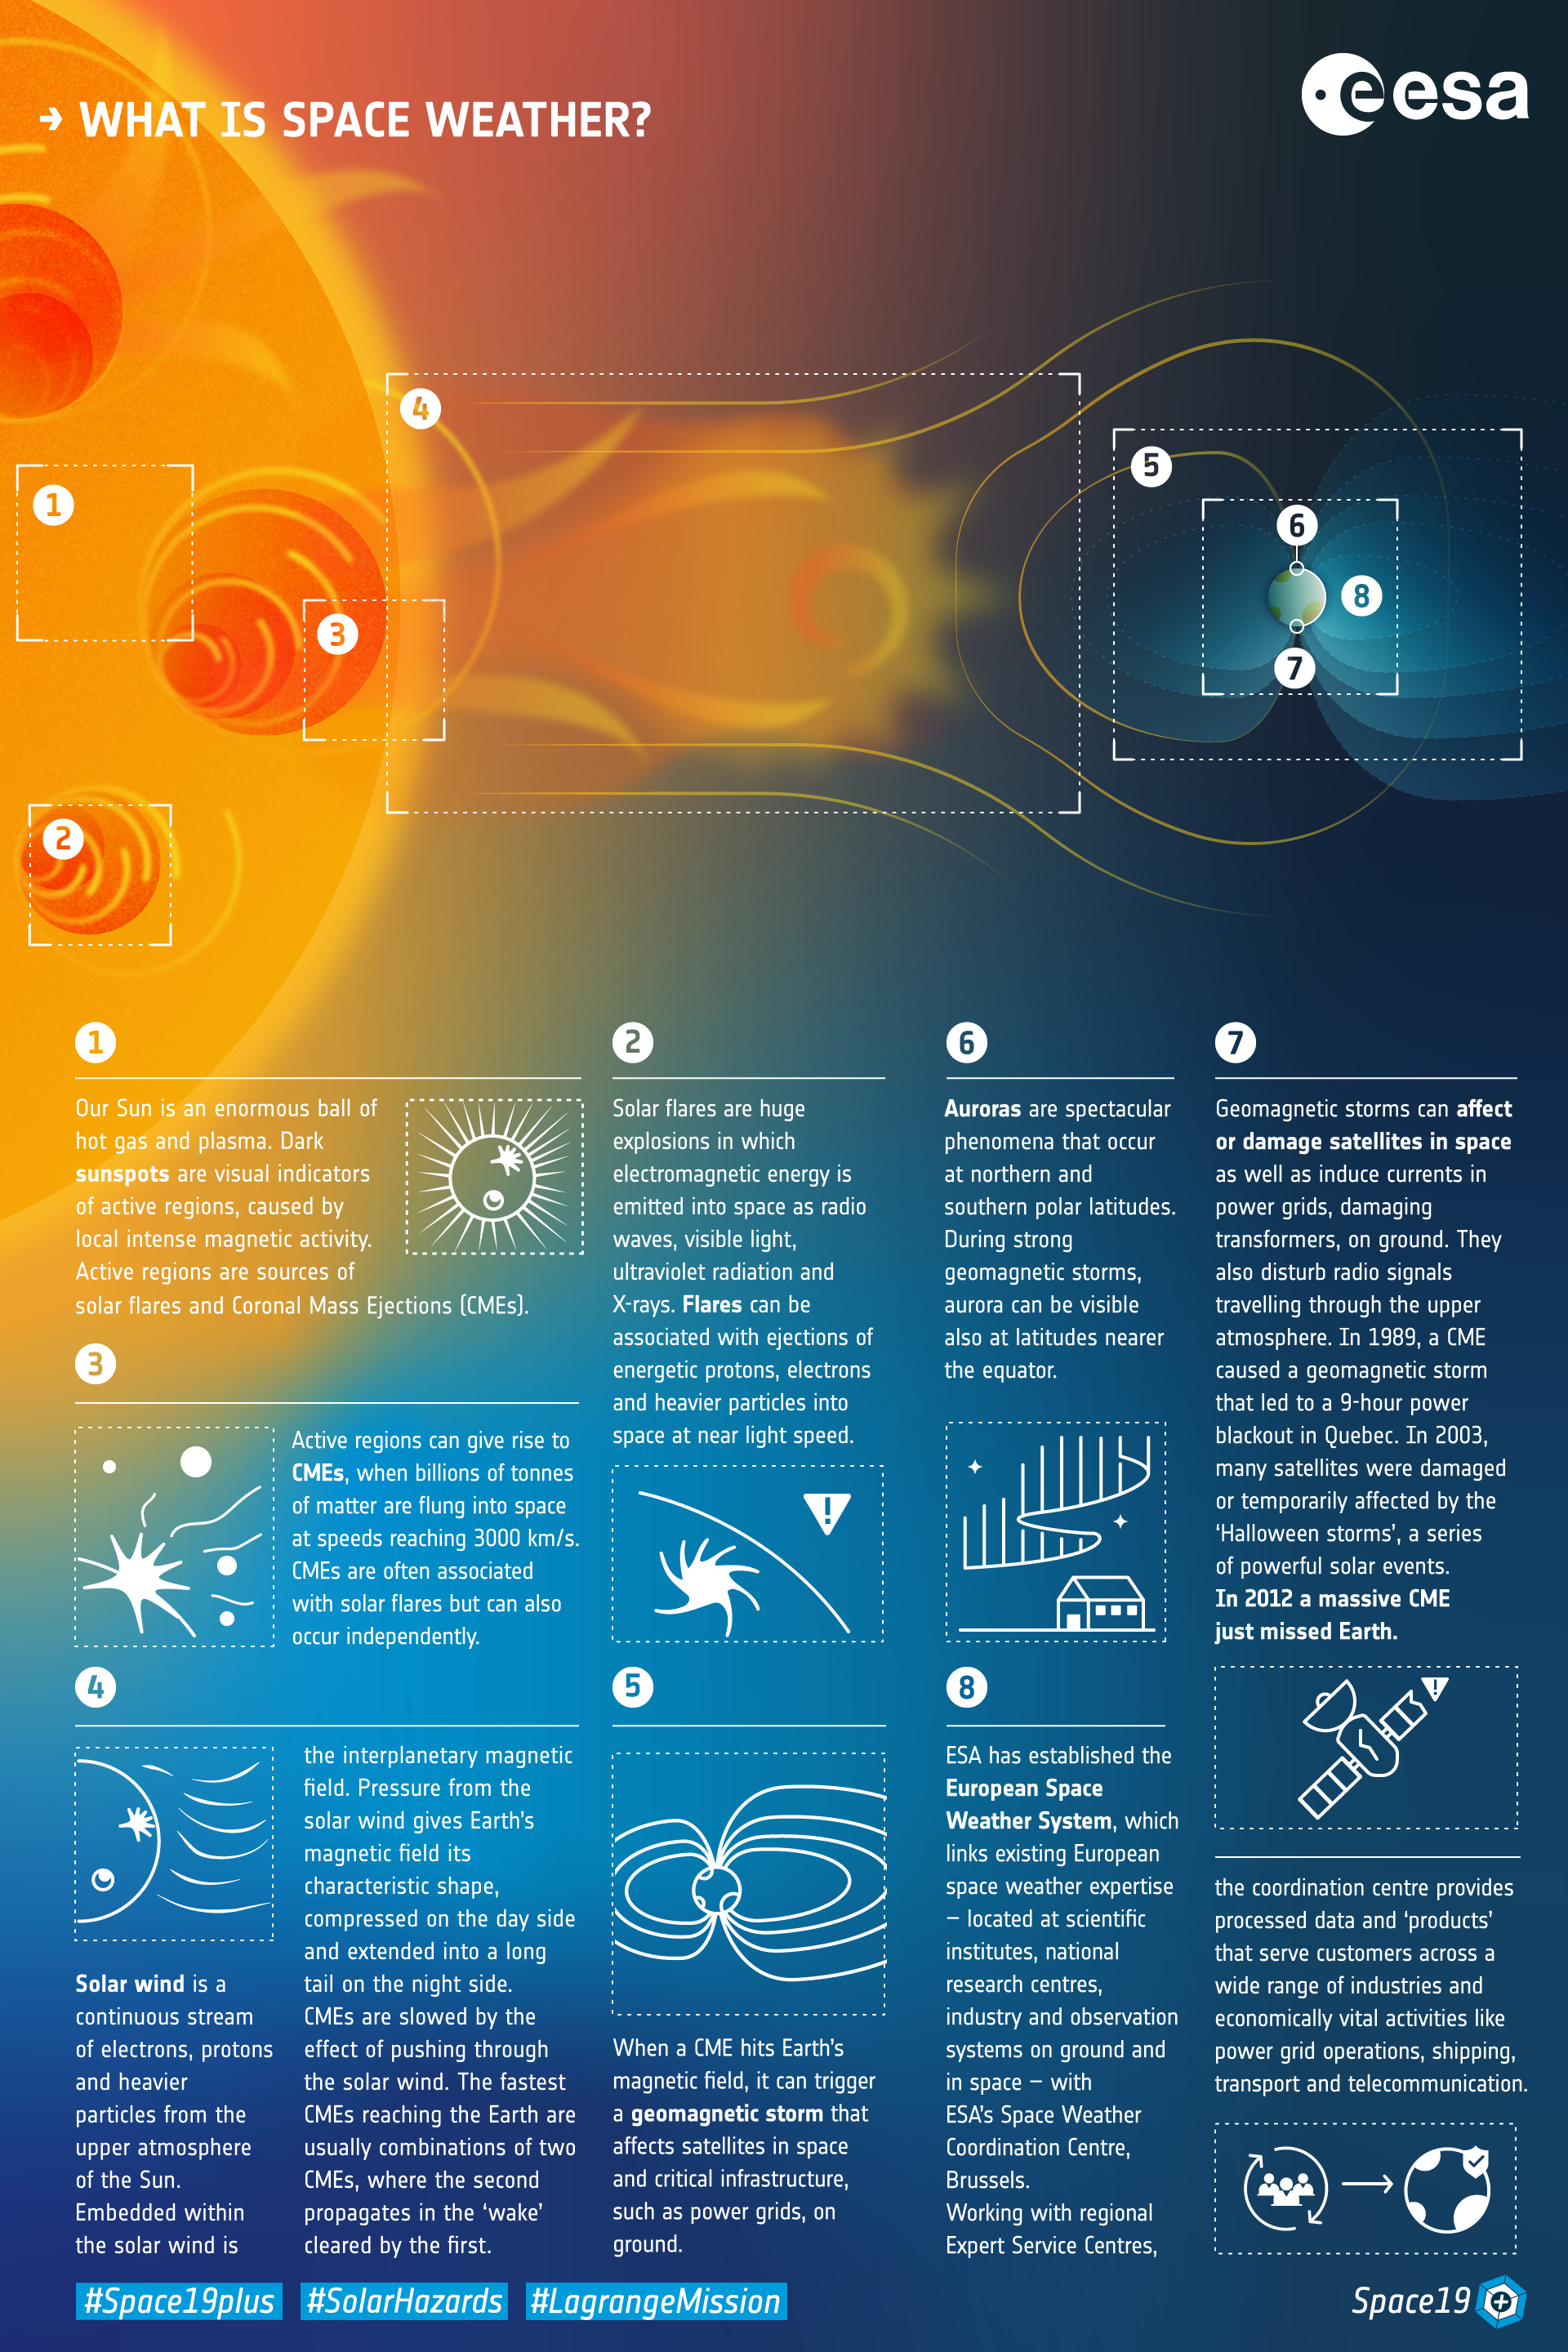 → WHAT IS SPACE WEATHER?
esa
4
5
1
6
8
3
7
2
1
Our Sun is an enormous ball of
hot gas and plasma. Dark
sunspots are visual indicators
of active regions, caused by
local intense magnetic activity.
Active regions are sources of
solar flares and Coronal Mass Ejections (CMEs).
2
Solar flares are huge
explosions in which
electromagnetic energy is
emitted into space as radio
waves, visible light,
ultraviolet radiation and
X-rays. Flares can be
associated with ejections of
energetic protons, electrons
and heavier particles into
space at near light speed.
!
3
Active regions can give rise to
CMEs, when billions of tonnes
of matter are flung into space
at speeds reaching 3000 km/s.
CMEs are often associated
with solar flares but can also
occur independently.
4
Solar wind is a
continuous stream
of electrons, protons
and heavier
particles from the
upper atmosphere
of the Sun.
Embedded within
the solar wind is
the interplanetary magnetic
field. Pressure from the
solar wind gives Earth's
magnetic field its
characteristic shape,
compressed on the day side
and extended into a long
tail on the night side.
CMEs are slowed by the
effect of pushing through
the solar wind. The fastest
CMEs reaching the Earth are
usually combinations of two
CMEs, where the second
propagates in the 'wake'
cleared by the first.
5
When a CME hits Earth's
magnetic field, it can trigger
a geomagnetic storm that
affects satellites in space
and critical infrastructure,
such as power grids, on
ground.
6
Auroras are spectacular
phenomena that occur
at northern and
southern polar latitudes.
During strong
geomagnetic storms,
aurora can be visible
also at latitudes nearer
the equator.
7
Geomagnetic storms can affect
or damage satellites in space
as well as induce currents in
power grids, damaging
transformers, on ground. They
also disturb radio signals
travelling through the upper
atmosphere. In 1989, a CME
caused a geomagnetic storm
that led to a 9-hour power
blackout in Quebec. In 2003,
many satellites were damaged
or temporarily affected by the
'Halloween storms', a series
of powerful solar events.
In 2012 a massive CME
just missed Earth.
!
8
ESA has established the
European Space
Weather System, which
links existing European
space weather expertise
– located at scientific
institutes, national
research centres,
industry and observation
systems on ground and
in space – with
ESA's Space Weather
Coordination Centre,
Brussels.
Working with regional
Expert Service Centres,
the coordination centre provides
processed data and 'products'
that serve customers across a
wide range of industries and
economically vital activities like
power grid operations, shipping,
transport and telecommunication.
#Space19plus #SolarHazards #LagrangeMission
Space19+